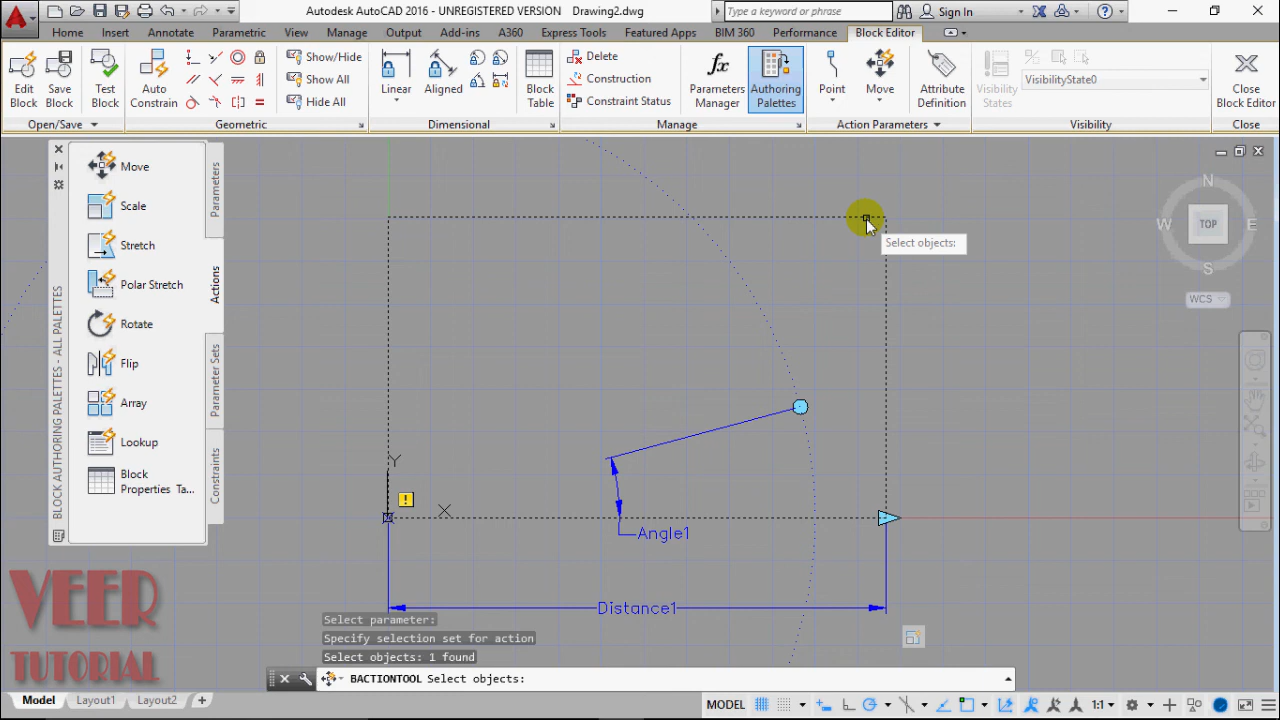 Autodesk AutoCAD 2016 - UNREGISTERED VERSION Drawing2.dwg
Type a keyword or phrase
Sign In
Home Insert Annotate Parametric View Manage Output Add-ins A360 Express Tools Featured Apps BIM 360 Performance Block Editor
Edit Block
Save Block
Test Block
Auto Constrain
Show/Hide
Show All
Hide All
Linear
Aligned
Block Table
Delete
Construction
Constraint Status
fx
Parameters Manager
Authoring Palettes
Point
Move
Attribute Definition
Visibility States
VisibilityState0
Close Block Editor
Open/Save Geometric Dimensional Manage Action Parameters Visibility Close
Move
Scale
Stretch
Polar Stretch
Rotate
Flip
Array
Lookup
Block
Properties Ta...
Parameters
Actions
Parameter Sets
Constraints
BLOCK AUTHORING PALETTES - ALL PALETTES
Select objects:
N
W TOP E
S
WCS
Y
X
!
Angle1
Distance1
VEER
TUTORIAL
Select parameter:
Specify selection set for action
Select objects: 1 found
BACTIONTOOL Select objects:
Model Layout1 Layout2 +
MODEL 1:1